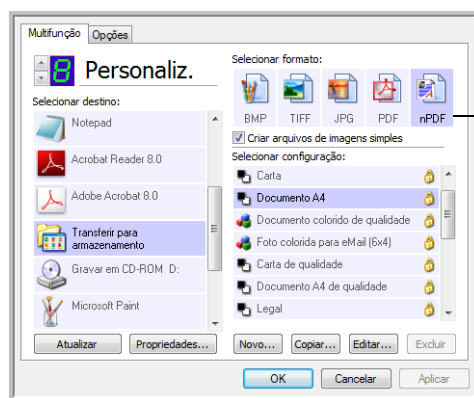 Multifunção Opções
8 Personaliz.
Selecionar destino:
Notepad
Acrobat Reader 8.0
Adobe Acrobat 8.0
Transferir para
armazenamento
Gravar em CD-ROM D:
Microsoft Paint
Atualizar Propriedades...
Selecionar formato:
BMP TIFF JPG PDF nPDF
Criar arquivos de imagens simples
Selecionar configuração:
Carta
Documento A4
Documento colorido de qualidade
Foto colorida para eMail (6x4)
Carta de qualidade
Documento A4 de qualidade
Legal
Novo... Copiar... Editar... Excluir
OK Cancelar Aplicar